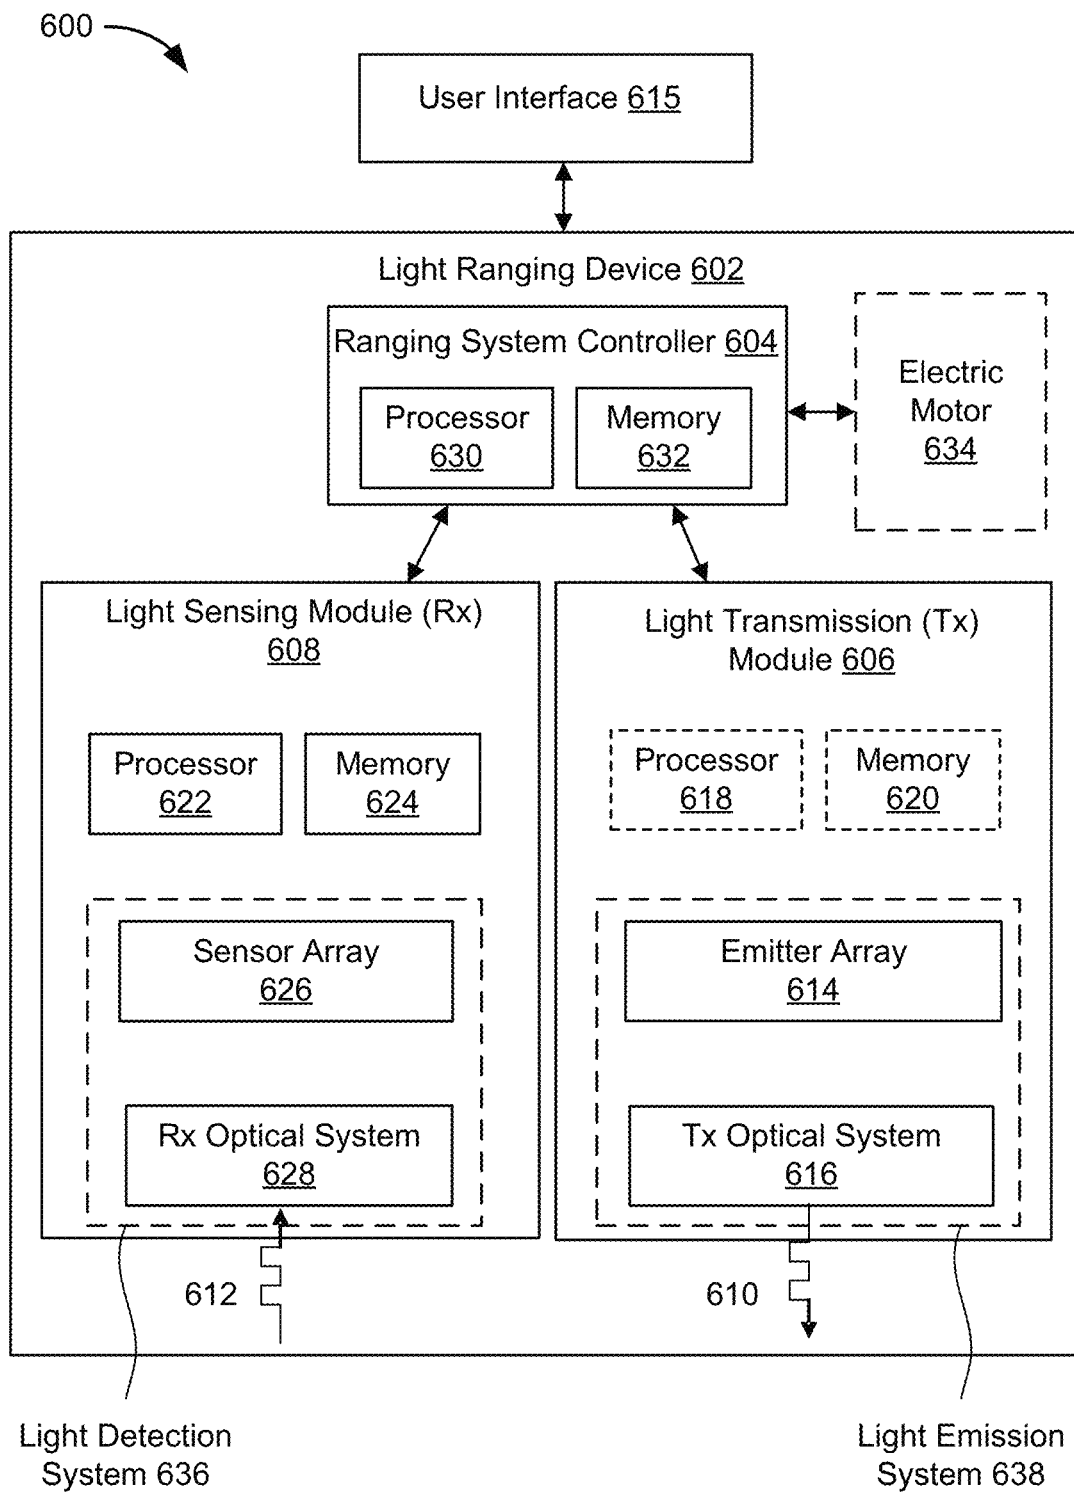 600
User Interface 615
Light Ranging Device 602
Ranging System Controller 604
Processor
630
Memory
632
Electric
Motor
634
Light Sensing Module (Rx)
608
Light Transmission (Tx)
Module 606
Processor
622
Memory
624
Processor
618
Memory
620
Sensor Array
626
Emitter Array
614
Rx Optical System
628
Tx Optical System
616
612
610
Light Detection
System 636
Light Emission
System 638